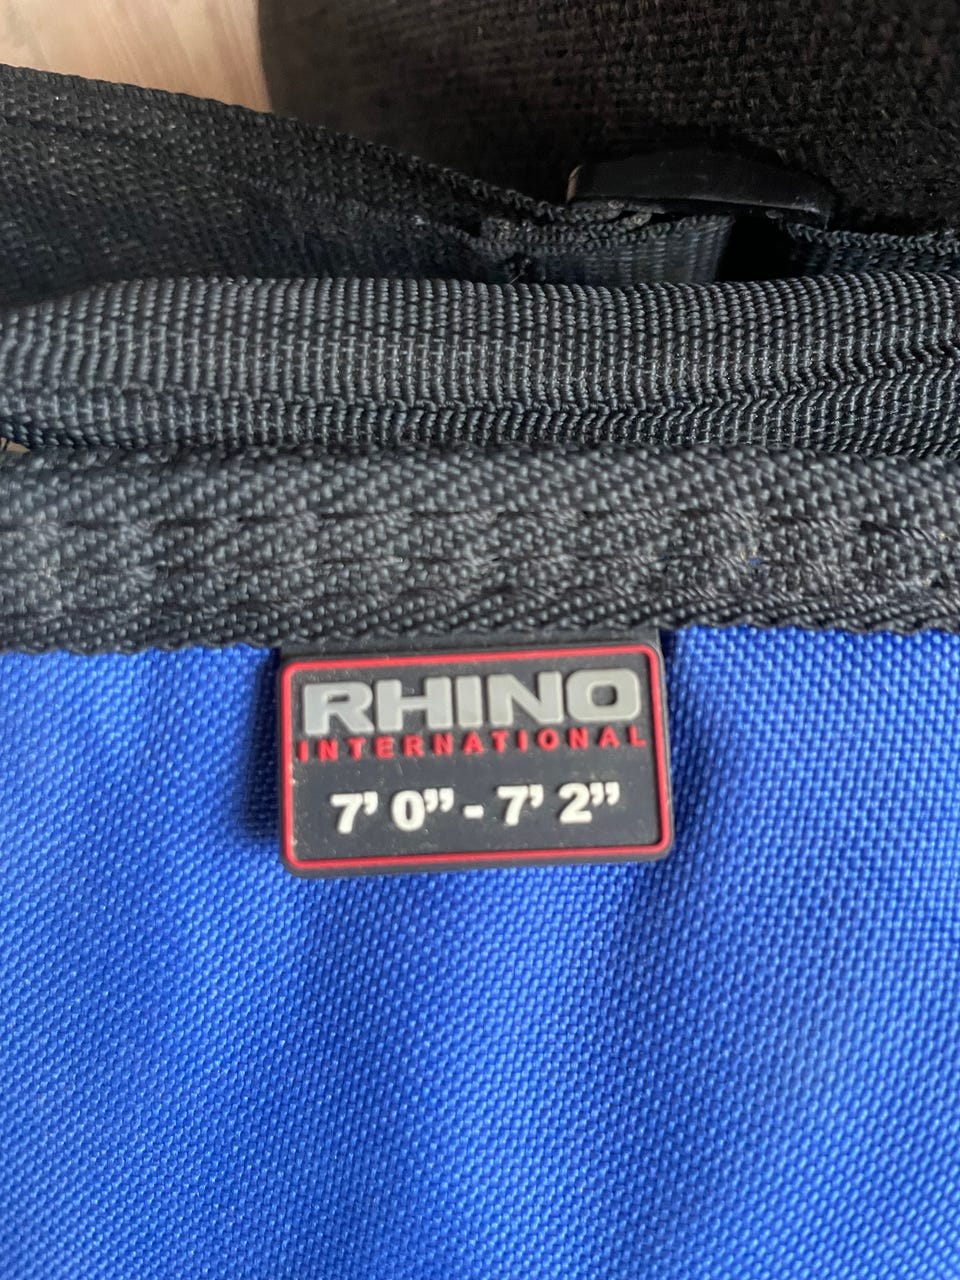 RHINO
INTERNATIONAL
7’ 0” - 7’ 2”